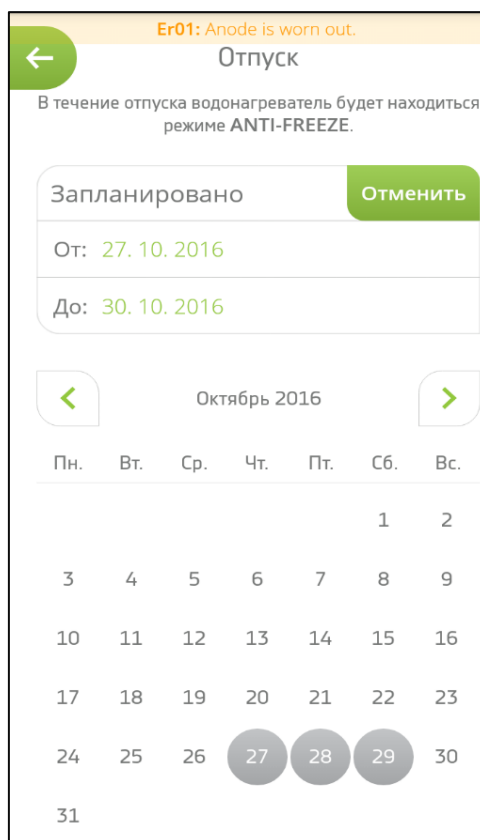 Er01: Anode is worn out.
Отпуск
В течение отпуска водонагреватель будет находиться
режиме ANTI-FREEZE.
Запланировано Отменить
От: 27. 10. 2016
До: 30. 10. 2016
Октябрь 2016
Пн. Вт. Ср. Чт. Пт. Сб. Вс.
1 2
3 4 5 6 7 8 9
10 11 12 13 14 15 16
17 18 19 20 21 22 23
24 25 26 27 28 29 30
31